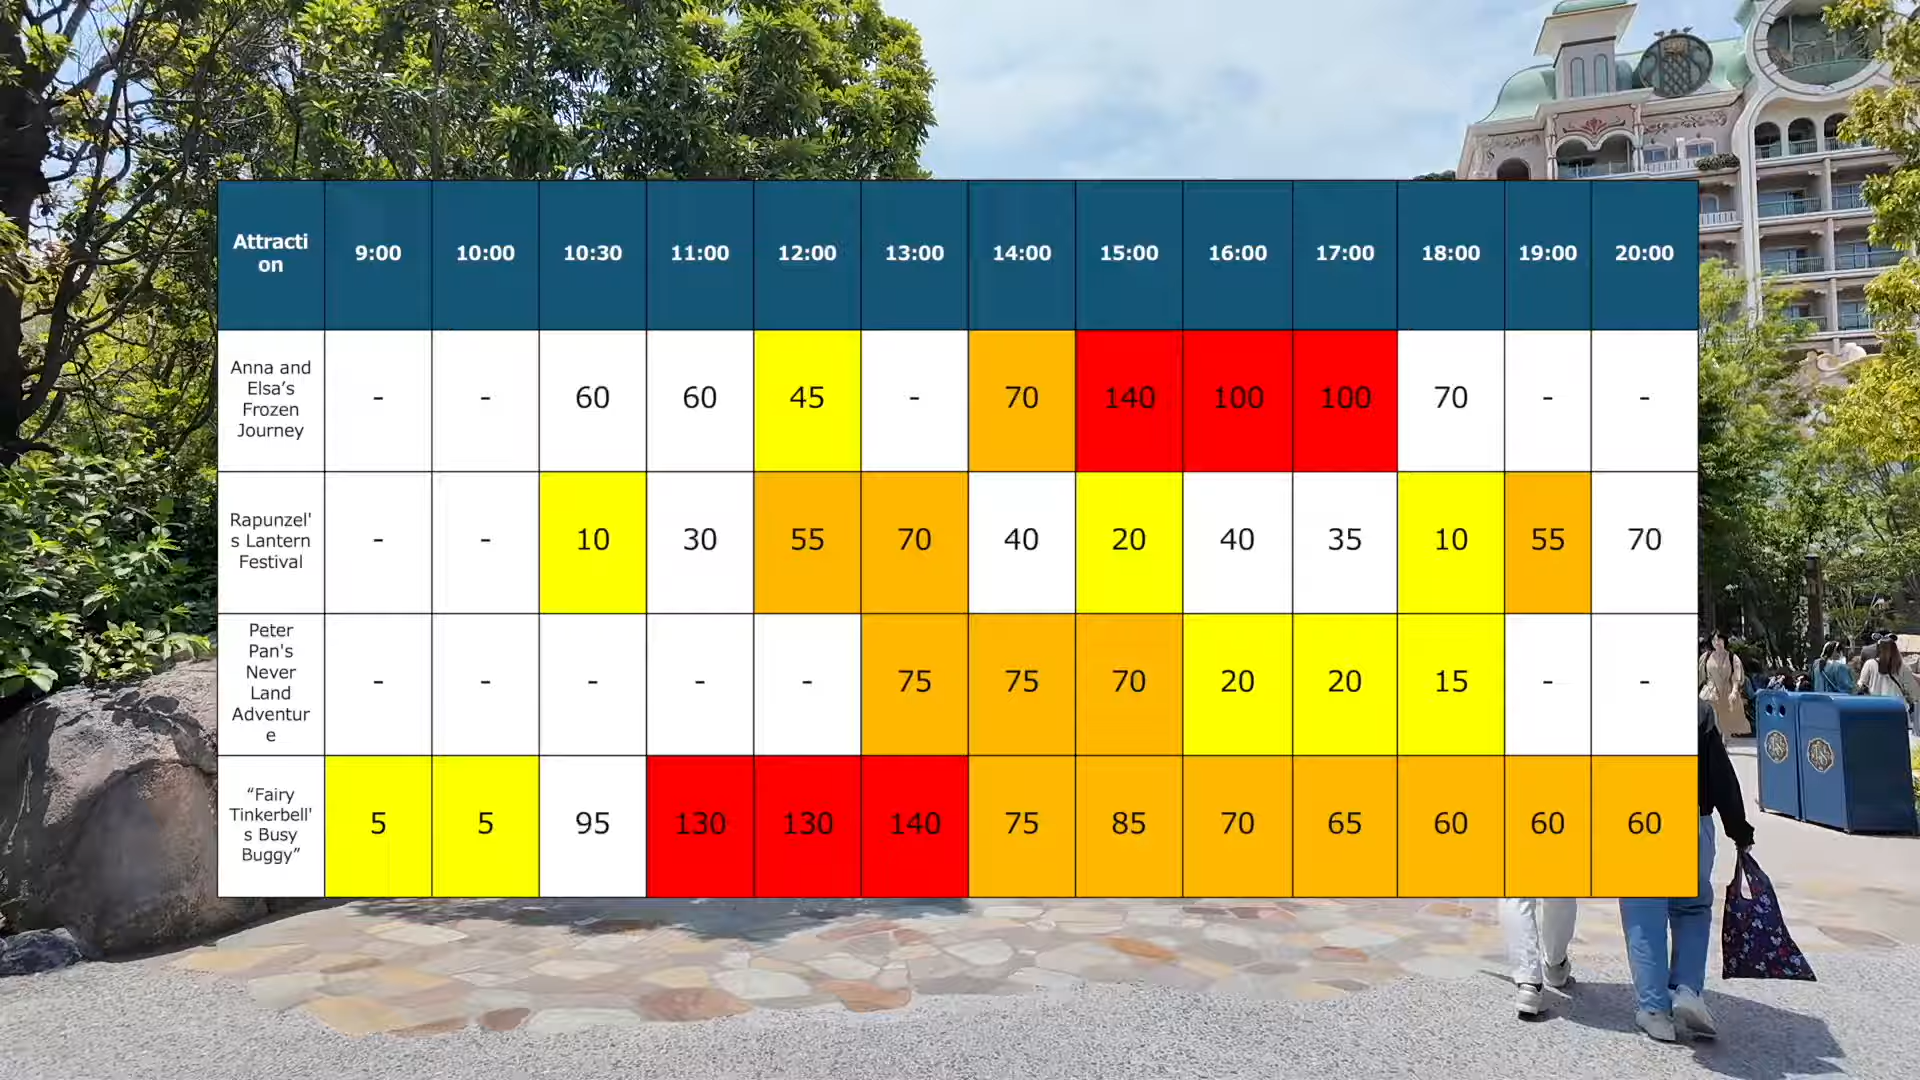 Attracti
on 9:00 10:00 10:30 11:00 12:00 13:00 14:00 15:00 16:00 17:00 18:00 19:00 20:00
Anna and
Elsa’s
Frozen
Journey - - 60 60 45 - 70 140 100 100 70 - -
Rapunzel'
s Lantern
Festival - - 10 30 55 70 40 20 40 35 10 55 70
Peter
Pan's
Never
Land
Adventur
e - - - - - 75 75 70 20 20 15 - -
“Fairy
Tinkerbell'
s Busy
Buggy” 5 5 95 130 130 140 75 85 70 65 60 60 60